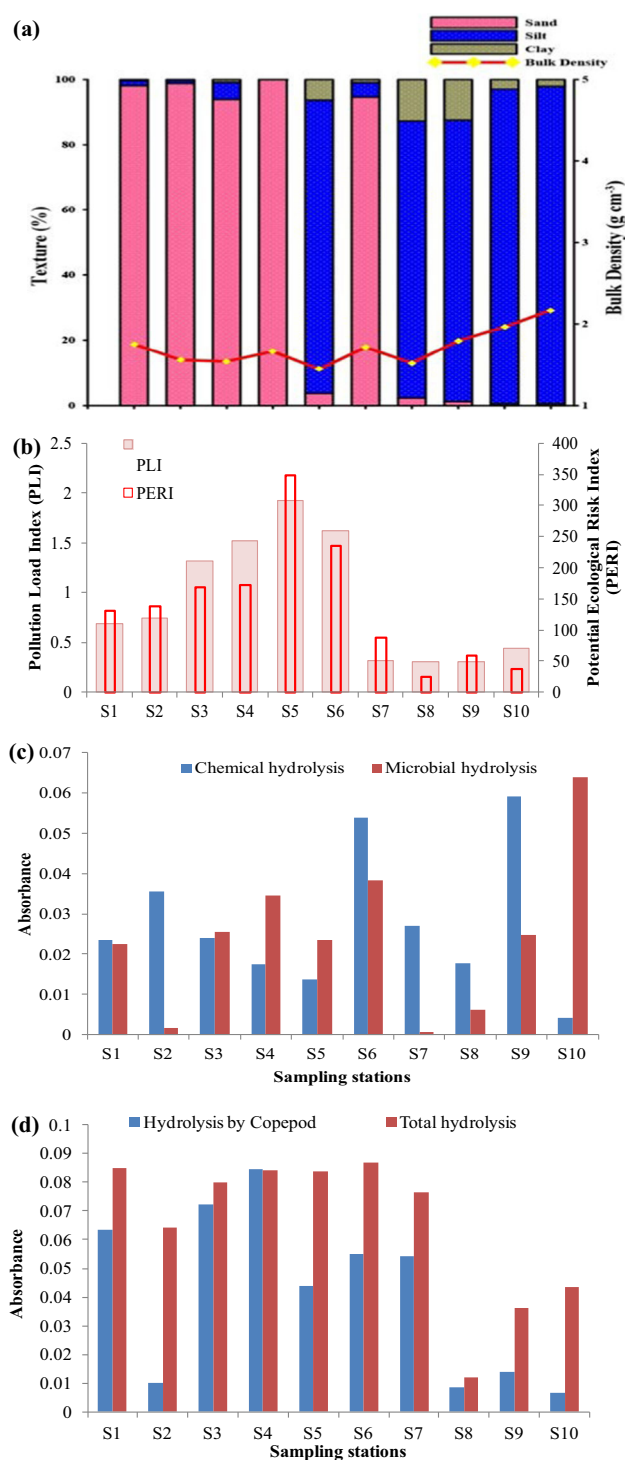 (a)
Sand
Silt
Clay
Bulk Density
100
80
60
40
20
0
Texture (%)
5
4
3
2
1
Bulk Density (g cm-3)
(b)
2.5
2
1.5
1
0.5
0
Pollution Load Index (PLI)
PLI
PERI
400
350
300
250
200
150
100
50
0
Potential Ecological Risk Index
(PERI)
S1 S2 S3 S4 S5 S6 S7 S8 S9 S10
(c)
Chemical hydrolysis Microbial hydrolysis
0.07
0.06
0.05
0.04
0.03
0.02
0.01
0
Absorbance
S1 S2 S3 S4 S5 S6 S7 S8 S9 S10
Sampling stations
(d)
Hydrolysis by Copepod Total hydrolysis
0.1
0.09
0.08
0.07
0.06
0.05
0.04
0.03
0.02
0.01
0
Absorbance
S1 S2 S3 S4 S5 S6 S7 S8 S9 S10
Sampling stations